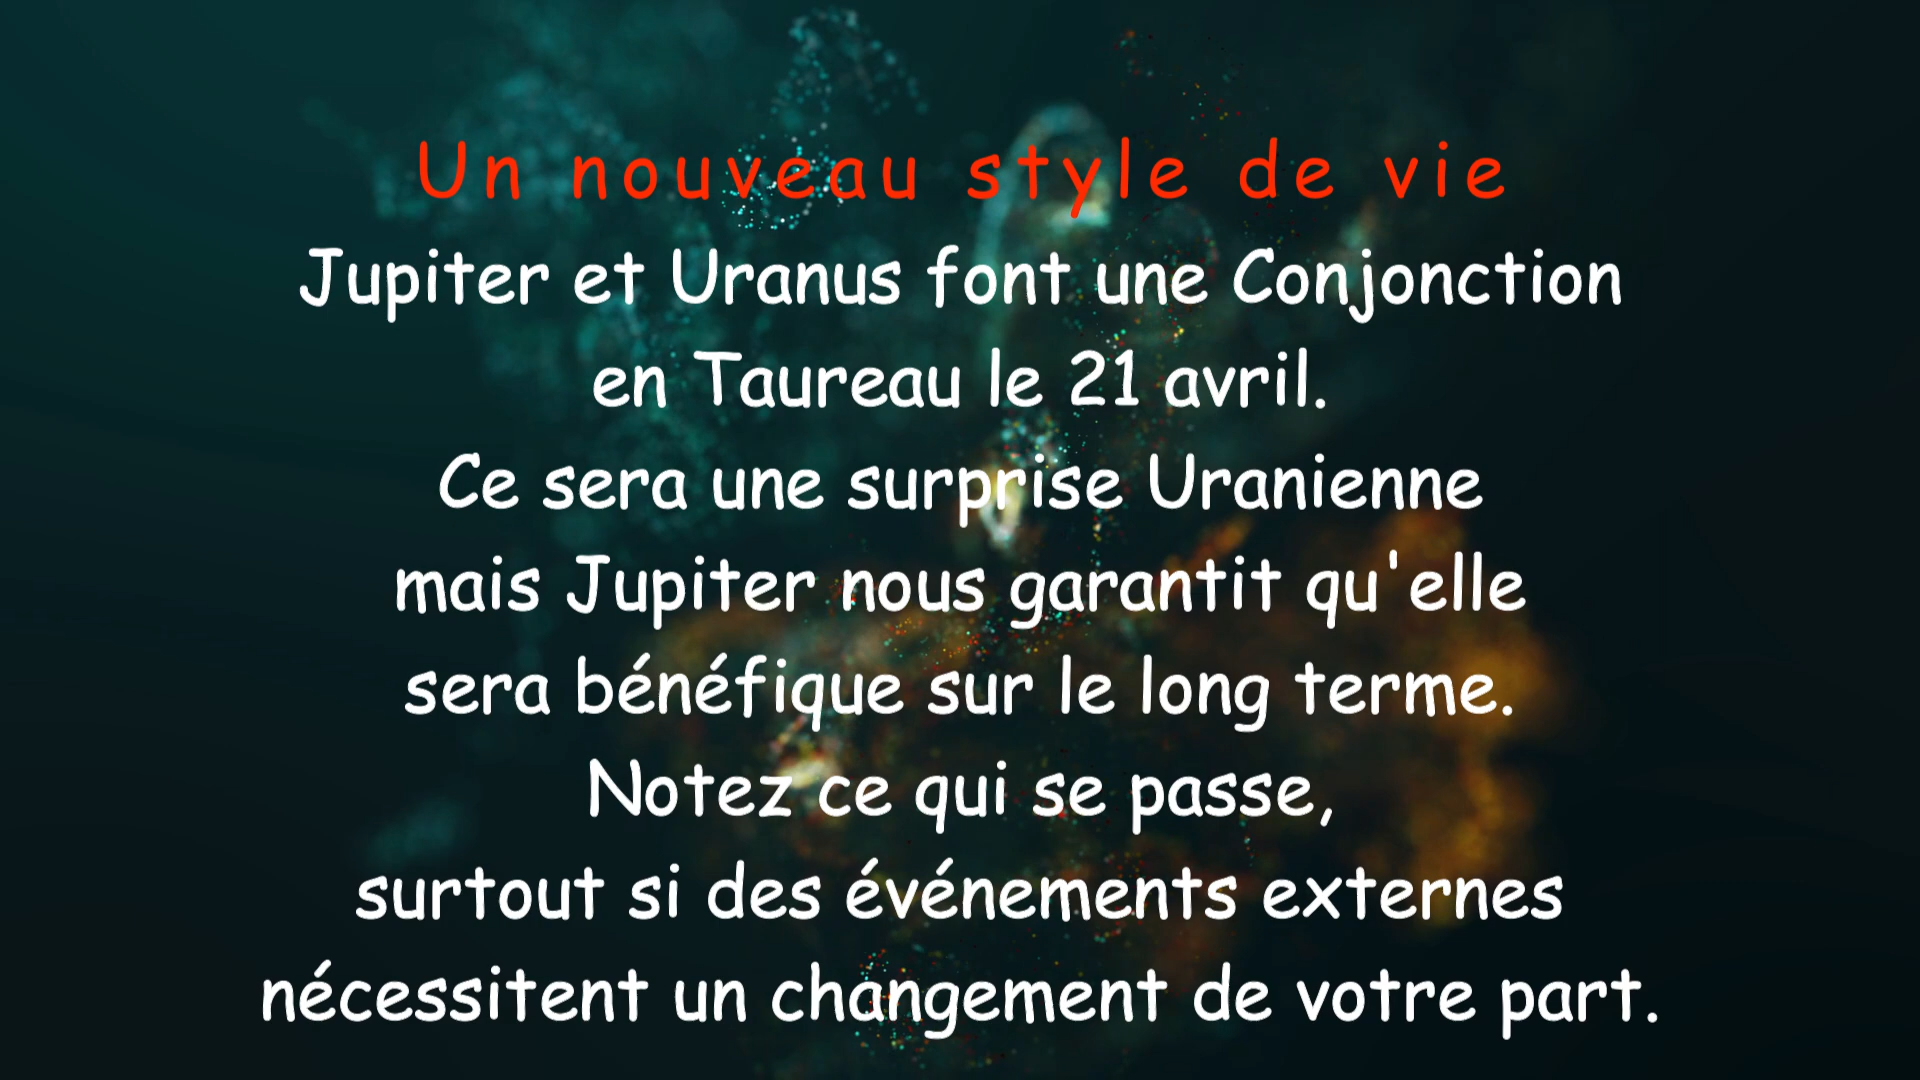 Un nouveau style de vie
Jupiter et Uranus font une Conjonction
en Taureau le 21 avril.
Ce sera une surprise Uranienne
mais Jupiter nous garantit qu'elle
sera bénéfique sur le long terme.
Notez ce qui se passe,
surtout si des événements externes
nécessitent un changement de votre part.